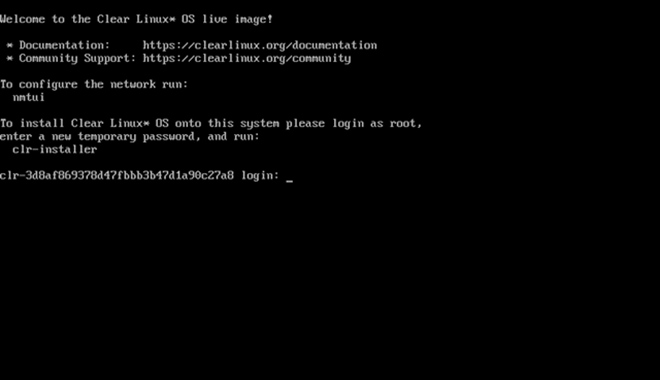 Welcome to the Clear Linux* OS live image!
* Documentation: https://clearlinux.org/documentation
* Community Support: https://clearlinux.org/community
To configure the network run:
nmtui
To install Clear Linux* OS onto this system please login as root,
enter a new temporary password, and run:
clr-installer
clr-3d8af869378d47fbbb3b47d1a90c27a8 login: _